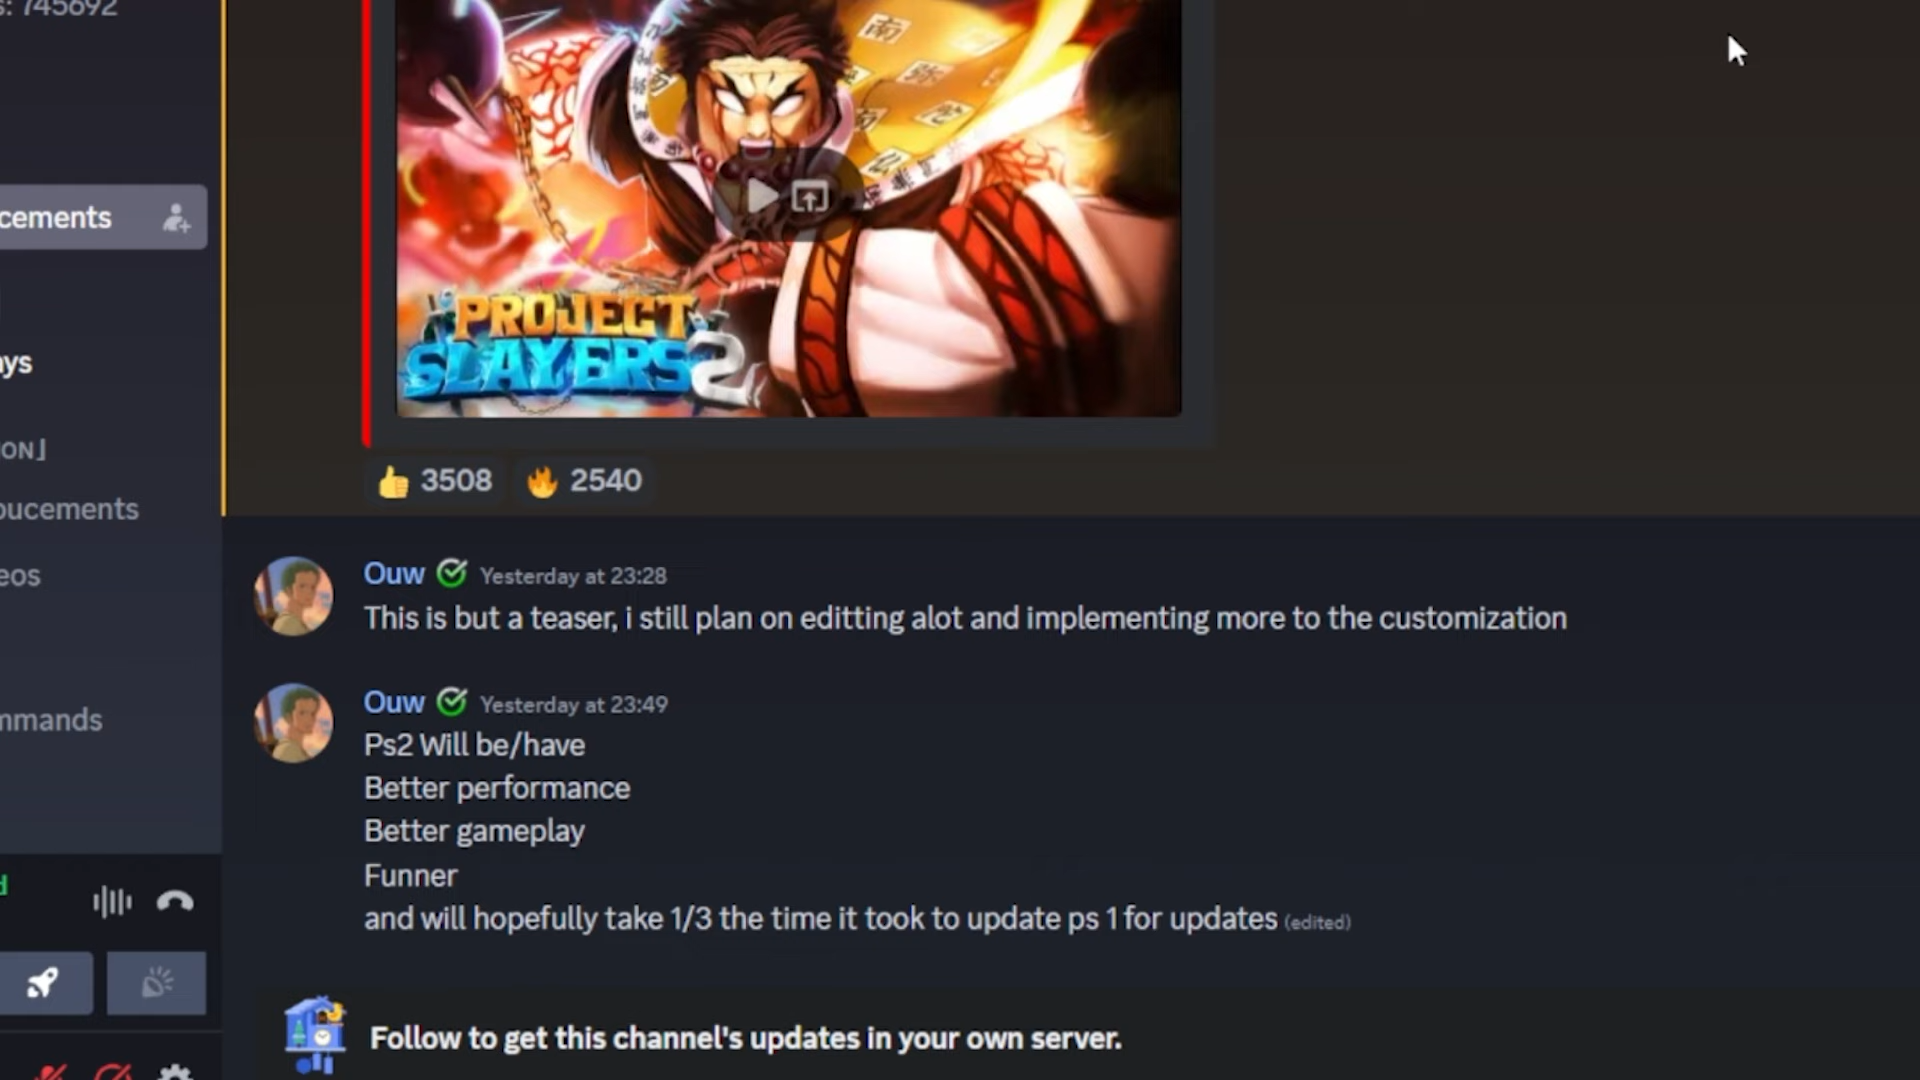 745692
PROJECT
SLAYERS 2
cements
ays
ON」
3508 2540
oucements
Ouw Yesterday at 23:28
eos
This is but a teaser, i still plan on editting alot and implementing more to the customization
Ouw Yesterday at 23:49
mmands
Ps2 Will be/have
Better performance
Better gameplay
Funner
d
and will hopefully take 1/3 the time it took to update ps 1 for updates (edited)
Follow to get this channel's updates in your own server.